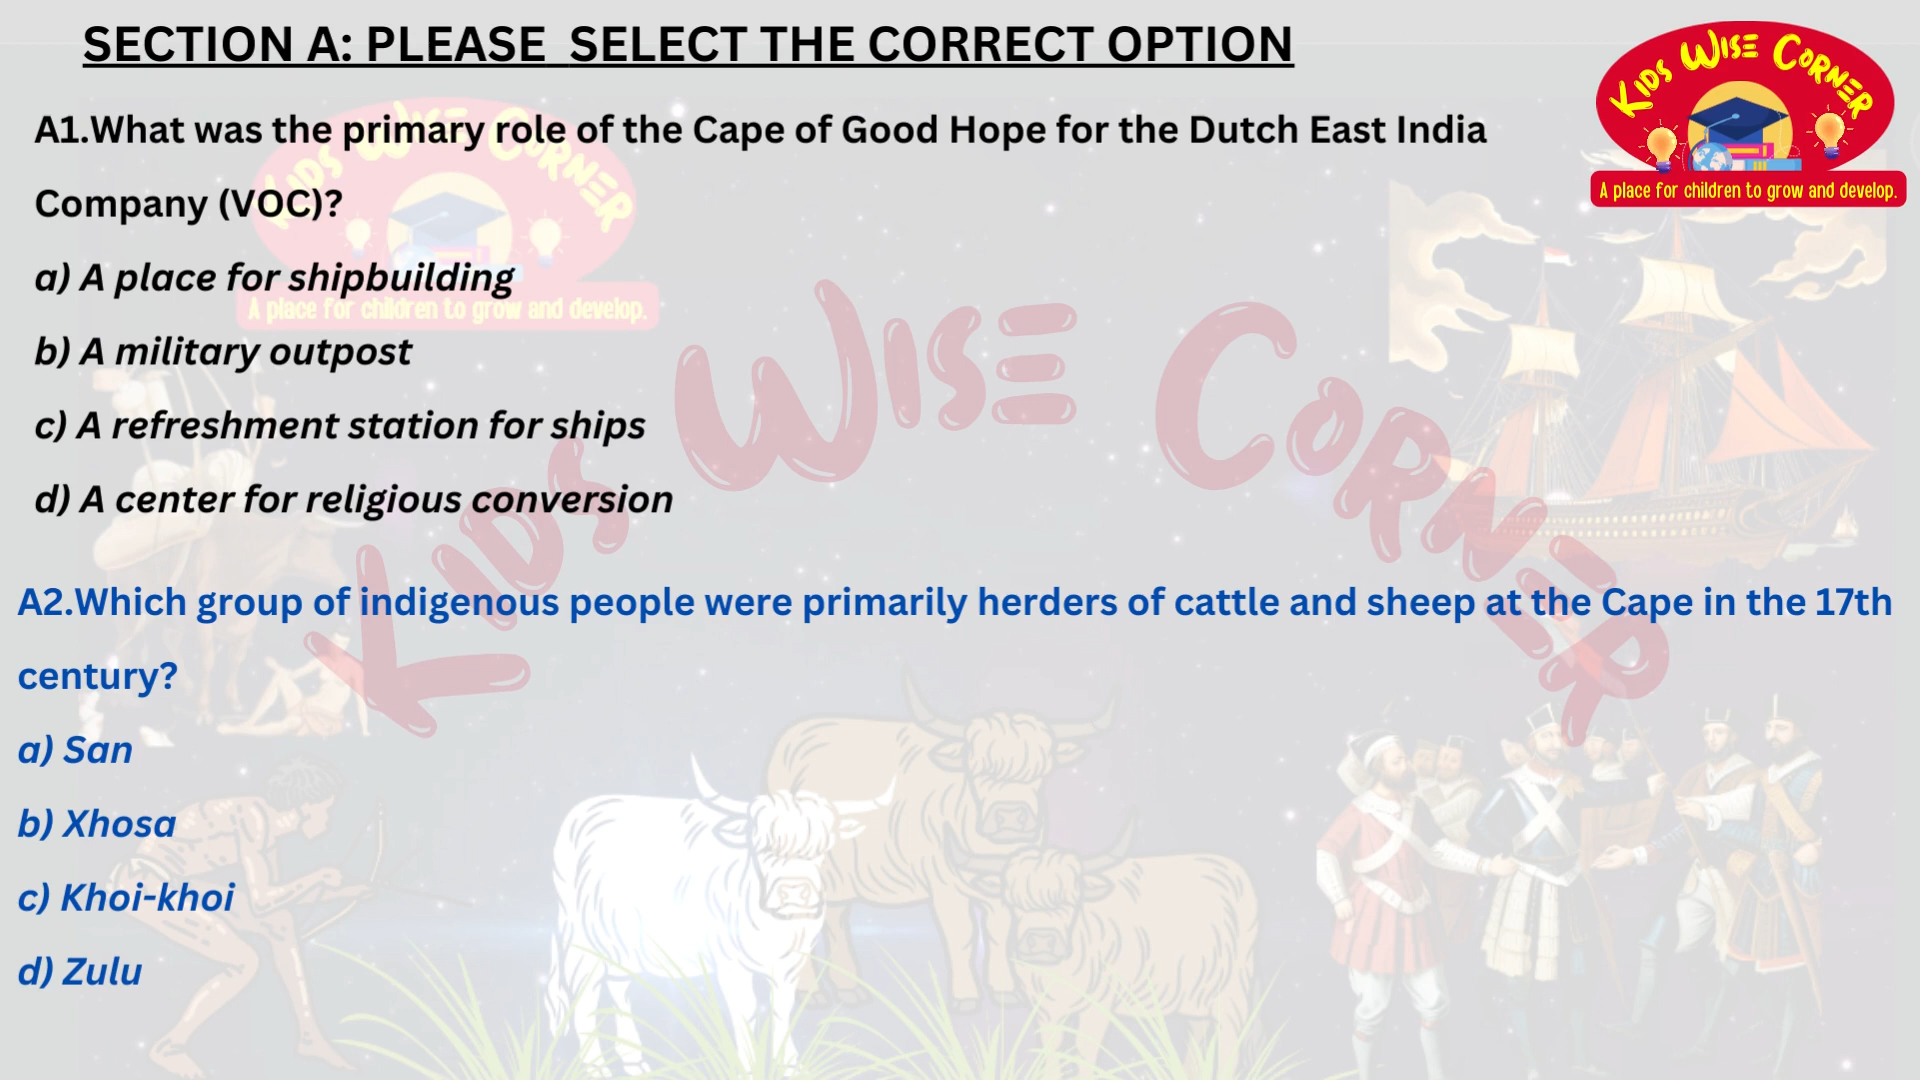 SECTION A: PLEASE SELECT THE CORRECT OPTION
KIDS WISE CORNER
A place for children to grow and develop.
A1.What was the primary role of the Cape of Good Hope for the Dutch East India
Company (VOC)?
a) A place for shipbuilding
b) A military outpost
c) A refreshment station for ships
d) A center for religious conversion
A2.Which group of indigenous people were primarily herders of cattle and sheep at the Cape in the 17th
century?
a) San
b) Xhosa
c) Khoi-khoi
d) Zulu
KIDS WISE CORNER
A place for children to grow and develop.
KIDS WISE CORNER